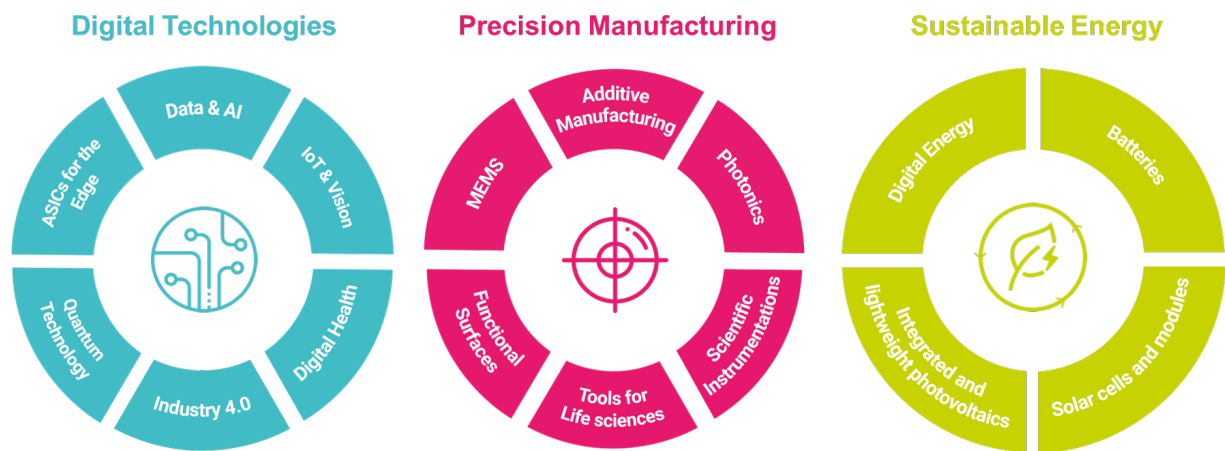 Digital Technologies
Data & AI
IoT & Vision
Digital Health
Industry 4.0
Quantum
Technology
ASICs for the
Edge
Precision Manufacturing
Additive
Manufacturing
Photonics
Scientific
Instrumentations
Tools for
Life sciences
Functional
Surfaces
MEMS
Sustainable Energy
Digital Energy
Batteries
Solar cells and modules
Integrated and
lightweight photovoltaics